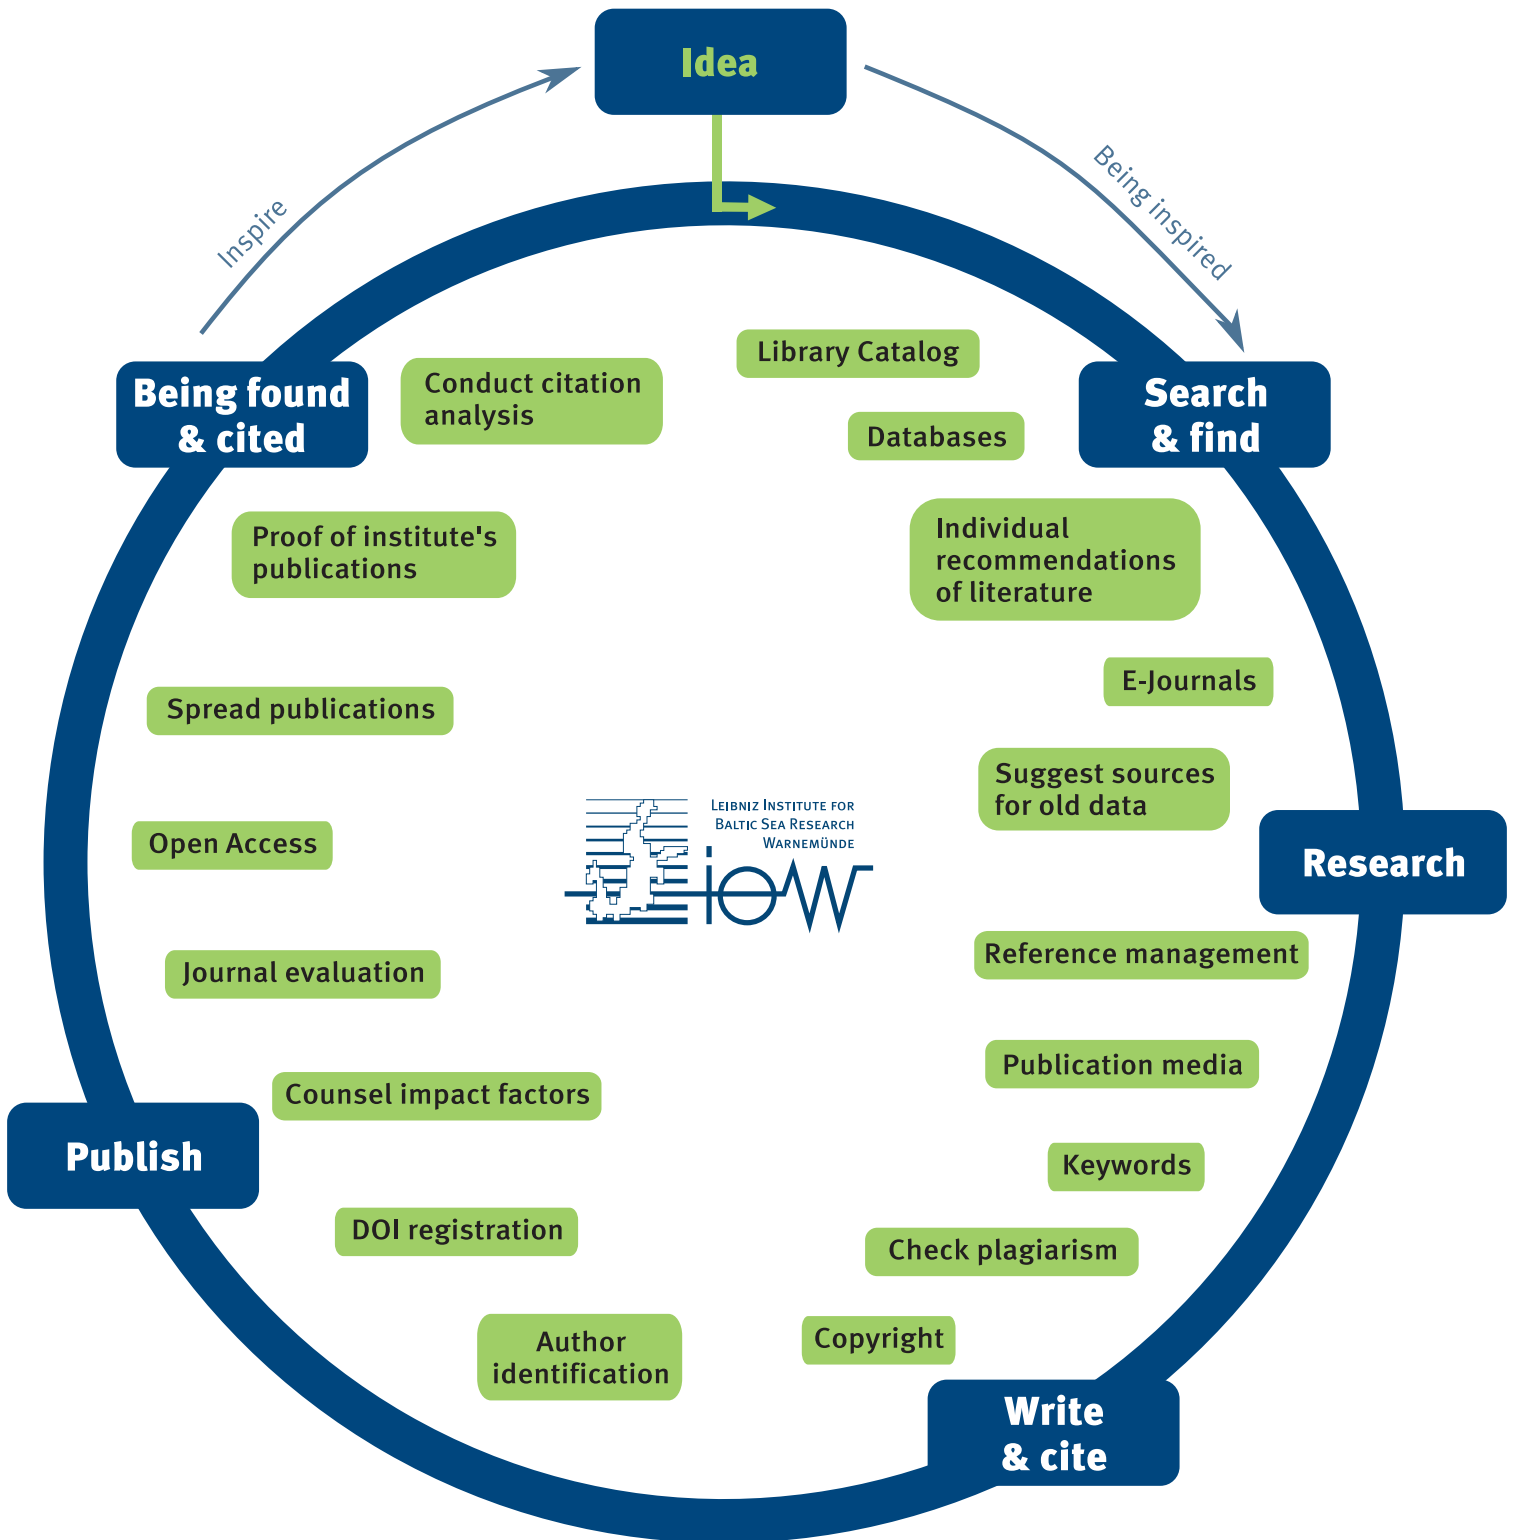 Idea
Inspire
Being inspired
Being found
& cited
Conduct citation
analysis
Library Catalog
Search
& find
Databases
Proof of institute's
publications
Individual
recommendations
of literature
E-Journals
Spread publications
Suggest sources
for old data
Leibniz Institute for
Baltic Sea Research
Warnemünde
iow
Open Access
Research
Reference management
Journal evaluation
Publication media
Counsel impact factors
Publish
Keywords
DOI registration
Check plagiarism
Author
identification
Copyright
Write
& cite